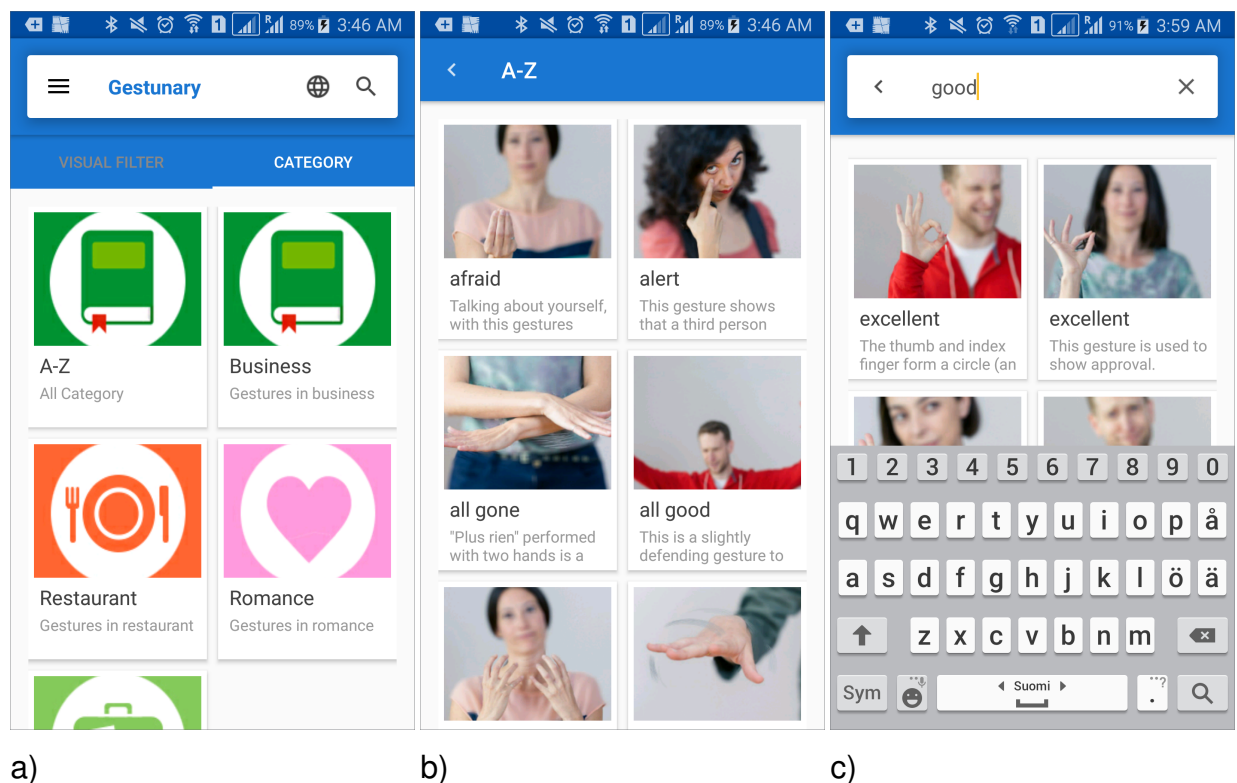 1 R 89% 3:46 AM
Gestunary
VISUAL FILTER CATEGORY
A-Z
All Category
Business
Gestures in business
Restaurant
Gestures in restaurant
Romance
Gestures in romance
a)
1 R 89% 3:46 AM
A-Z
afraid
Talking about yourself,
with this gestures
alert
This gesture shows
that a third person
all gone
"Plus rien" performed
with two hands is a
all good
This is a slightly
defending gesture to
b)
1 R 91% 3:59 AM
good
excellent
The thumb and index
finger form a circle (an
excellent
This gesture is used to
show approval.
1 2 3 4 5 6 7 8 9 0
q w e r t y u i o p å
a s d f g h j k l ö ä
z x c v b n m
Sym Suomi . ...?
c)